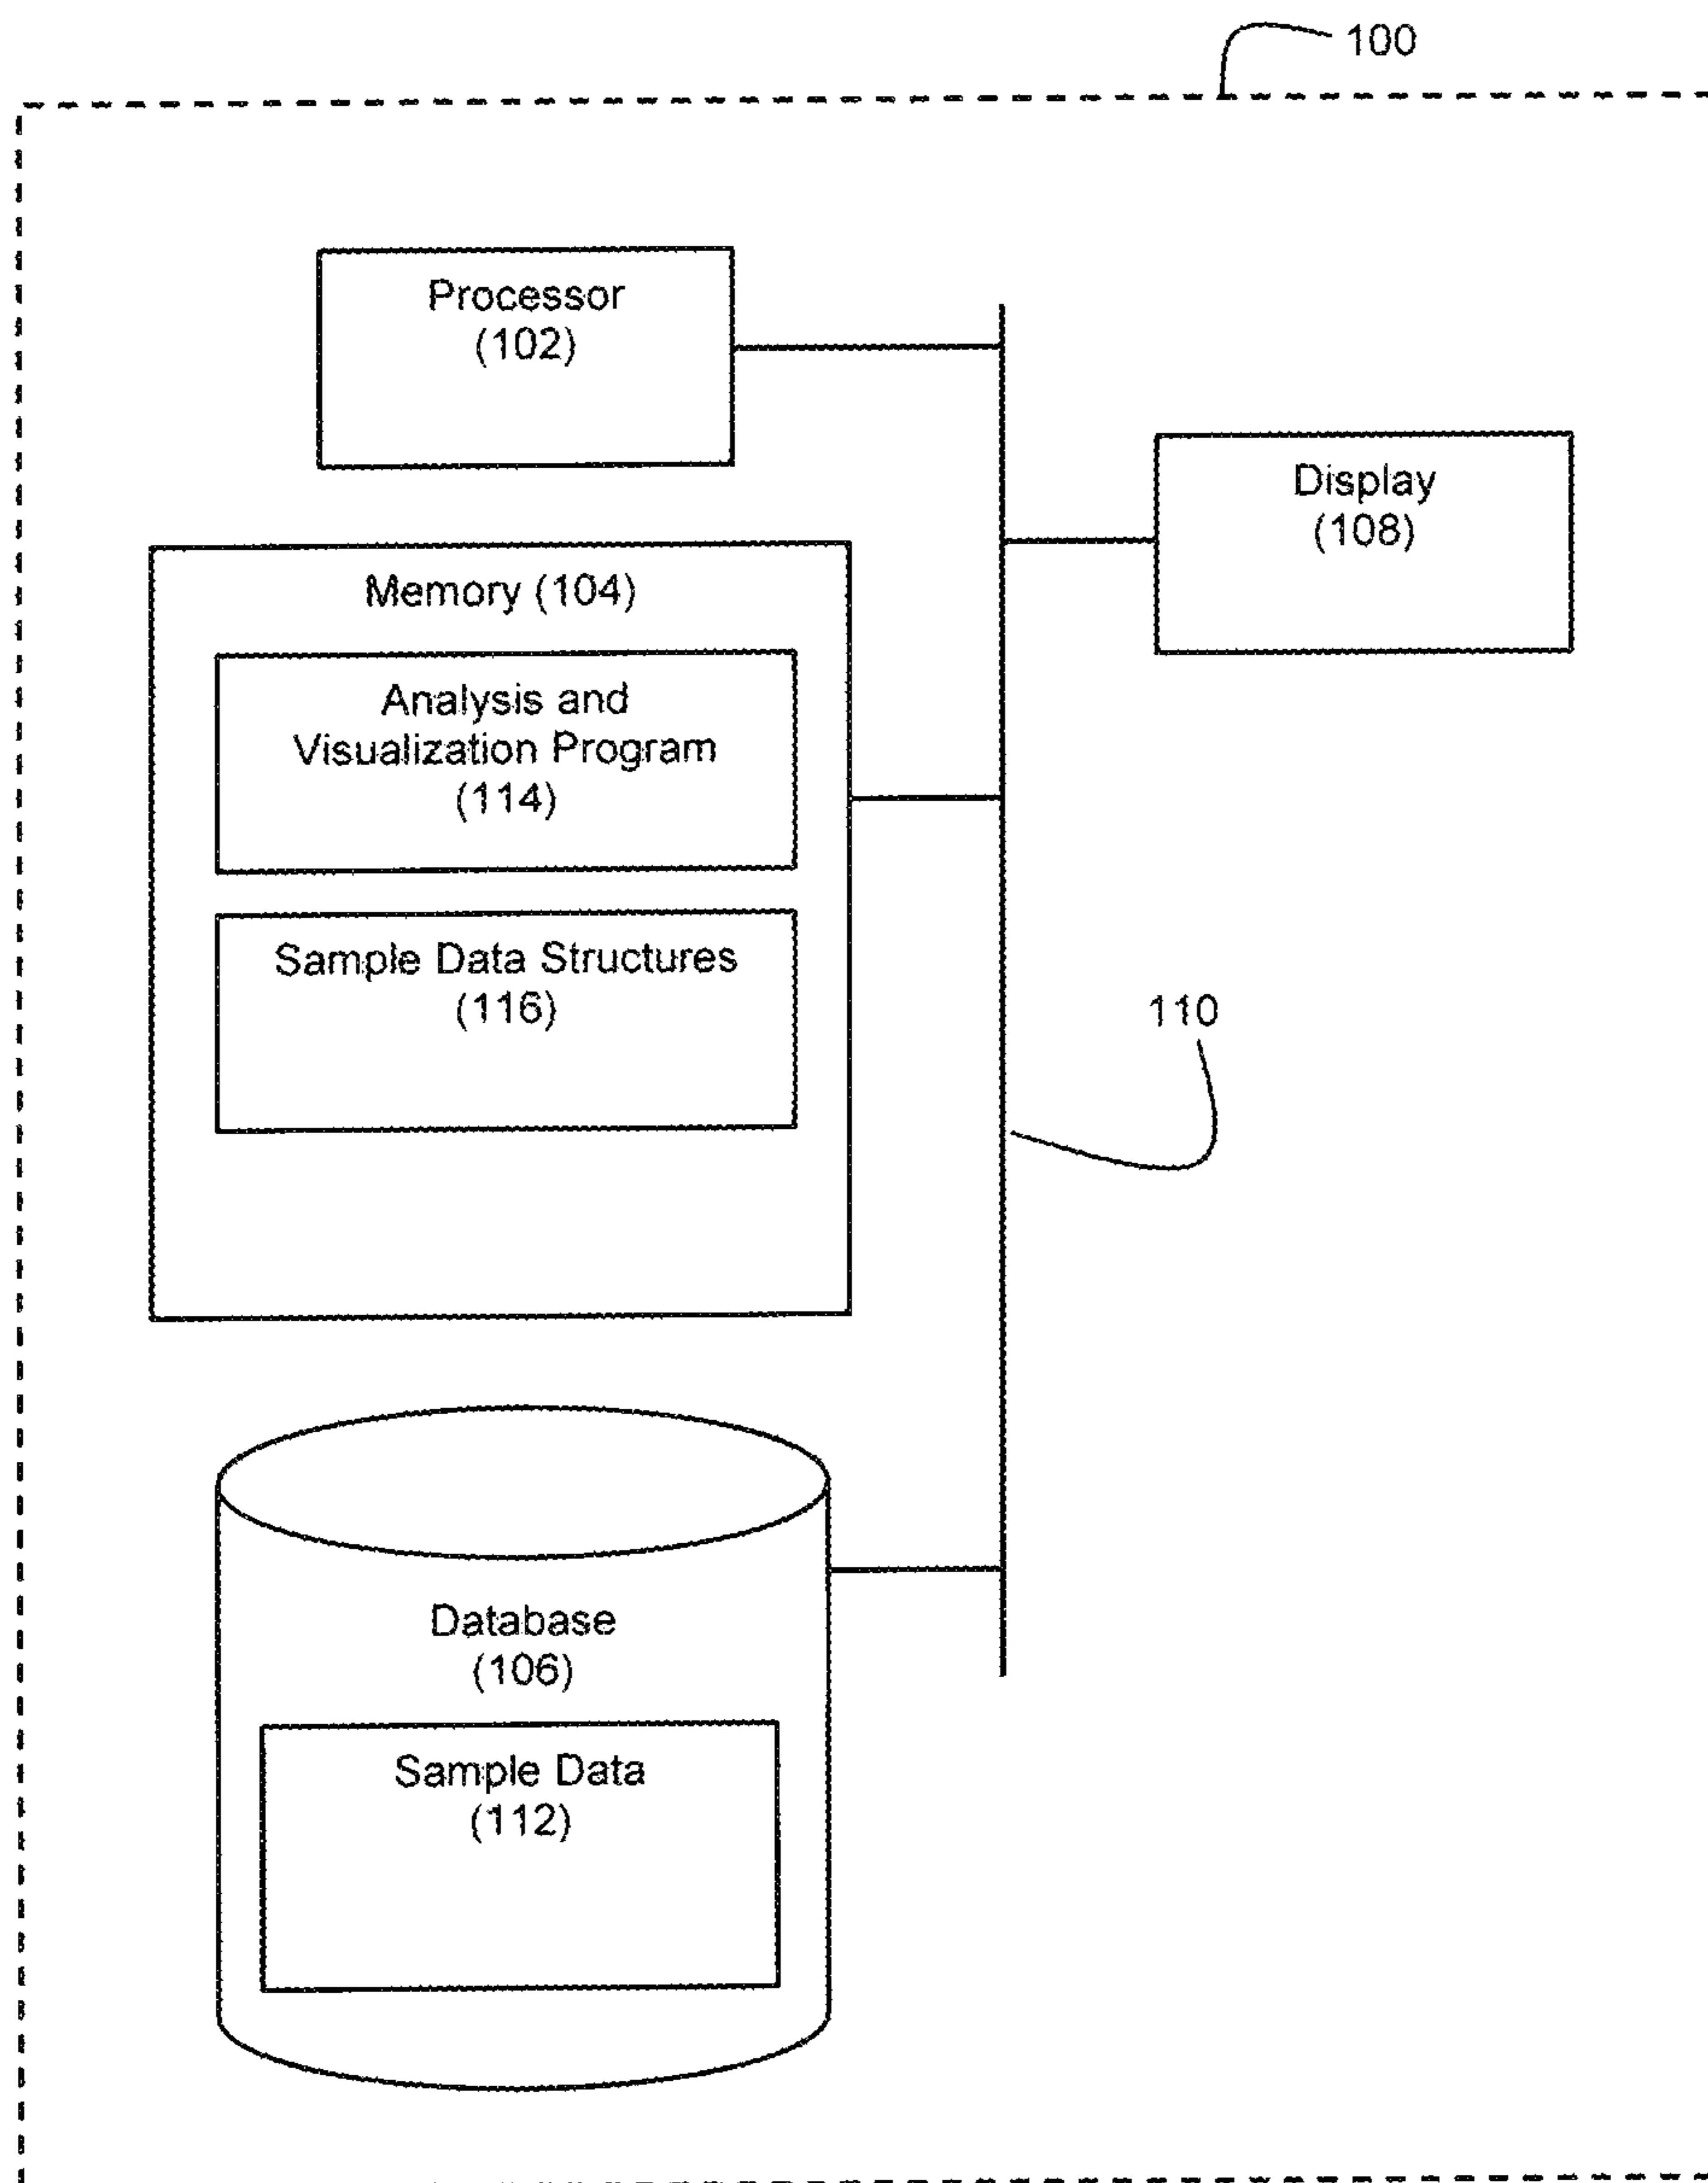 100
Processor
(102)
Display
(108)
Memory (104)
Analysis and
Visualization Program
(114)
Sample Data Structures
(116)
110
Database
(106)
Sample Data
(112)